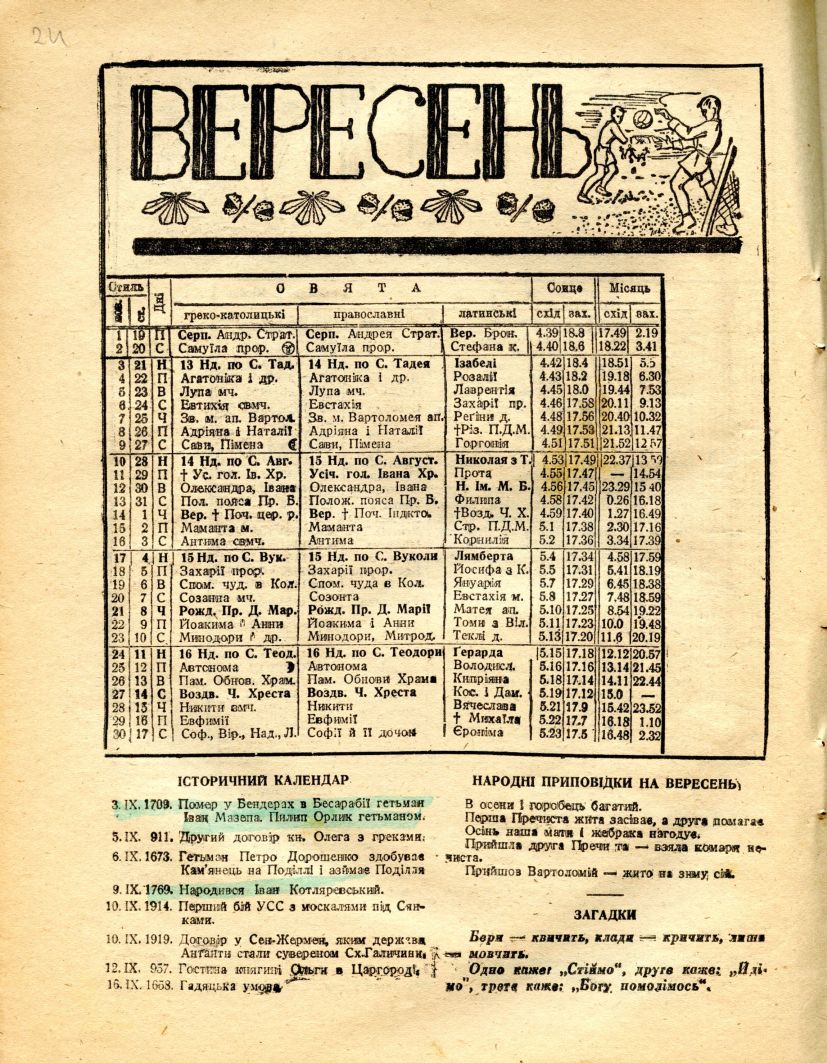 24
ВЕРЕСЕНЬ
Стиль Дні СВЯТА Сонце Місяць
нов. ст. греко-католицькі православні латинські схід зах. схід зах.
1 19 П Серп. Андр. Страт. Серп. Андрея Страт. Вер. Брон. 4.39 18.8 17.49 2.19
2 20 С Самуїла прор. Самуїла прор. Стефана к. 4.40 18.6 18.22 3.41
3 21 Н 13 Нд. по С. Тад. 14 Нд. по С. Тадея Ізабелі 4.42 18.4 18.51 5.5
4 22 П Агатоніка і др. Агатоніка і др. Розалії 4.43 18.2 19.18 6.30
5 23 В Лупа мч. Лупа мч. Лаврентія 4.45 18.0 19.44 7.53
6 24 С Евтихія свмч. Евстахія Захарії пр. 4.46 17.58 20.11 9.13
7 25 Ч Зв. м. ап. Вартол. Зв. м. Вартоломея ап. Реґіни д. 4.48 17.56 20.40 10.32
8 26 П Адріяна і Наталії Адріяна і Наталії †Різ. П.Д.М. 4.49 17.53 21.13 11.47
9 27 С Сави, Пімена Сави, Пімена Горгонія 4.51 17.51 21.52 12 57
10 28 Н 14 Нд. по С. Авг. 15 Нд. по С. Август. Николая з Т. 4.53 17.49 22.37 13 59
11 29 П † Ус. гол. Ів. Хр. Усіч. гол. Івана Хр. Прота 4.55 17.47 — 14.54
12 30 В Олександра, Івана Олександра, Івана Н. Ім. М. Б. 4.56 17.45 23.29 15 40
13 31 С Пол. пояса Пр. Б. Полож. пояса Пр. Б. Филипа 4.58 17.42 0.26 16.18
14 1 Ч Вер. † Поч. цер. р. Вер. † Поч. Індикто. †Возд. Ч. Х. 4.59 17.40 1.27 16.49
15 2 П Маманта м. Маманта Стр. П.Д.М. 5.1 17.38 2.30 17.16
16 3 С Антима свмч. Антима Корнилія 5.2 17.36 3.34 17.39
17 4 Н 15 Нд. по С. Вук. 15 Нд. по С. Вуколи Лямберта 5.4 17.34 4.58 17.59
18 5 П Захарії прор. Захарії прор. Йосифа з К. 5.5 17.31 5.41 18.19
19 6 В Спом. чуд. в Кол. Спом. чуда в Кол. Януарія 5.7 17.29 6.45 18.38
20 7 С Созанна мч. Созонта Евстахія м. 5.8 17.27 7.48 18.59
21 8 Ч Рожд. Пр. Д. Мар. Рожд. Пр. Д. Марії Матея ап. 5.10 17.25 8.54 19.22
22 9 П Йоакима і Анни Йоакима і Анни Томи з Віл. 5.11 17.23 10.0 19.48
23 10 С Минодори і др. Минодори, Митрод. Теклі д. 5.13 17.20 11.6 20.19
24 11 Н 16 Нд. по С. Теод. 16 Нд. по С. Теодори Ґерарда 5.15 17.18 12.12 20.57
25 12 П Автонома Автонома Володисл. 5.16 17.16 13.14 21.45
26 13 В Пам. Обнов. Храм. Пам. Обнови Храма Кипріяна 5.18 17.14 14.11 22.44
27 14 С Воздв. Ч. Хреста Воздв. Ч. Хреста Кос. і Дам. 5.19 17.12 15.0 —
28 15 Ч Никити вмч. Никити Вячеслава 5.21 17.9 15.42 23.52
29 16 П Евфимії Евфимії † Михаїла 5.22 17.7 16.18 1.10
30 17 С Соф., Вір., Над., Л. Софії й її дочок Єроніма 5.23 17.5 16.48 2.32
ІСТОРИЧНИЙ КАЛЕНДАР
3. IX. 1709. Помер у Бендерах в Бесарабії гетьман
Іван Мазепа. Пилип Орлик гетьманом.
5. IX. 911. Другий договір кн. Олега з греками.
6. IX. 1673. Гетьман Петро Дорошенко здобуває
Кам'янець на Поділлі і займає Поділля
9. IX. 1769. Народився Іван Котляревський.
10. IX. 1914. Перший бій УСС з москалями під Сян-
ками.
10. IX. 1919. Договір у Сен-Жермен, яким держава
Антанти стали сувереном Сх.Галичини.
12. IX. 957. Гостина княгині Ольги в Царгороді.
16. IX. 1658. Гадяцька умова
НАРОДНІ ПРИПОВІДКИ НА ВЕРЕСЕНЬ
В осени і горобець багатий.
Перша Пречиста жита засіває, а друга помагає
Осінь наша мати і жебрака нагодує.
Прийшла друга Пречиста — взяла комаря не-
чиста.
Прийшов Вартоломій — жито на зиму сій.
ЗАГАДКИ
Бери — квичить, клади — кричить, лиши
— мовчить.
Одно каже: „Стіймо", друге каже: „Йді-
мо", третє каже: „Богу помолімось".